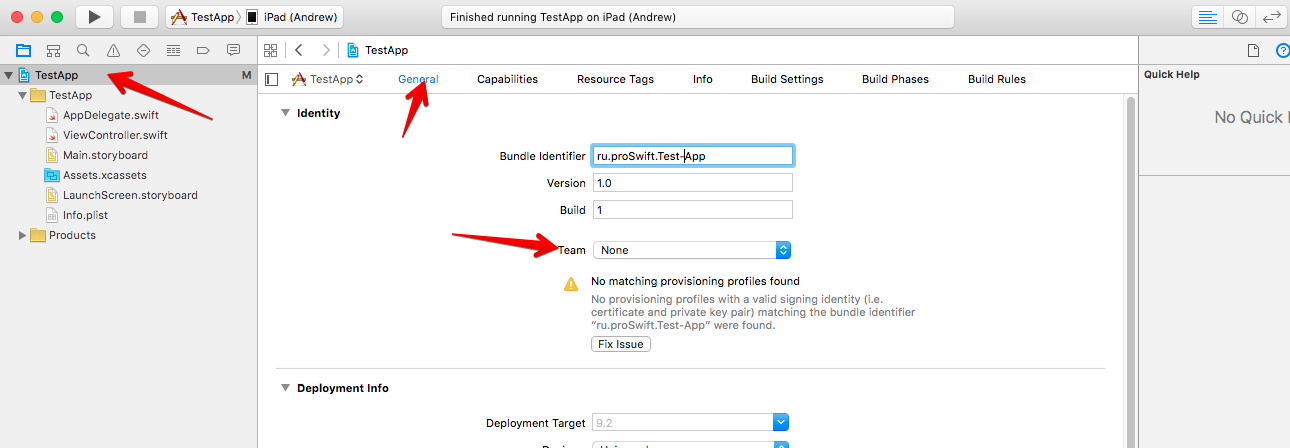 TestApp iPad (Andrew)
Finished running TestApp on iPad (Andrew)
TestApp
TestApp M
TestApp General Capabilities Resource Tags Info Build Settings Build Phases Build Rules
Quick Help
No Quick
TestApp
AppDelegate.swift
ViewController.swift
Main.storyboard
Assets.xcassets
LaunchScreen.storyboard
Info.plist
Products
Identity
Bundle Identifier ru.proSwift.Test-App
Version 1.0
Build 1
Team None
No matching provisioning profiles found
No provisioning profiles with a valid signing identity (i.e.
certificate and private key pair) matching the bundle identifier
“ru.proSwift.Test-App” were found.
Fix Issue
Deployment Info
Deployment Target 9.2